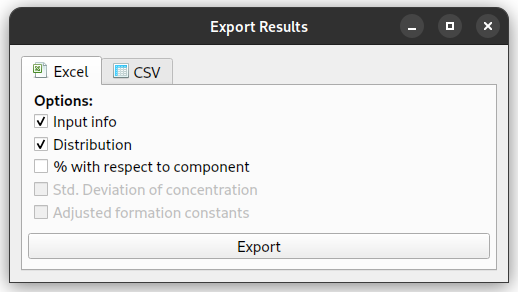 Export Results
Excel CSV
Options:
Input info
Distribution
% with respect to component
Std. Deviation of concentration
Adjusted formation constants
Export